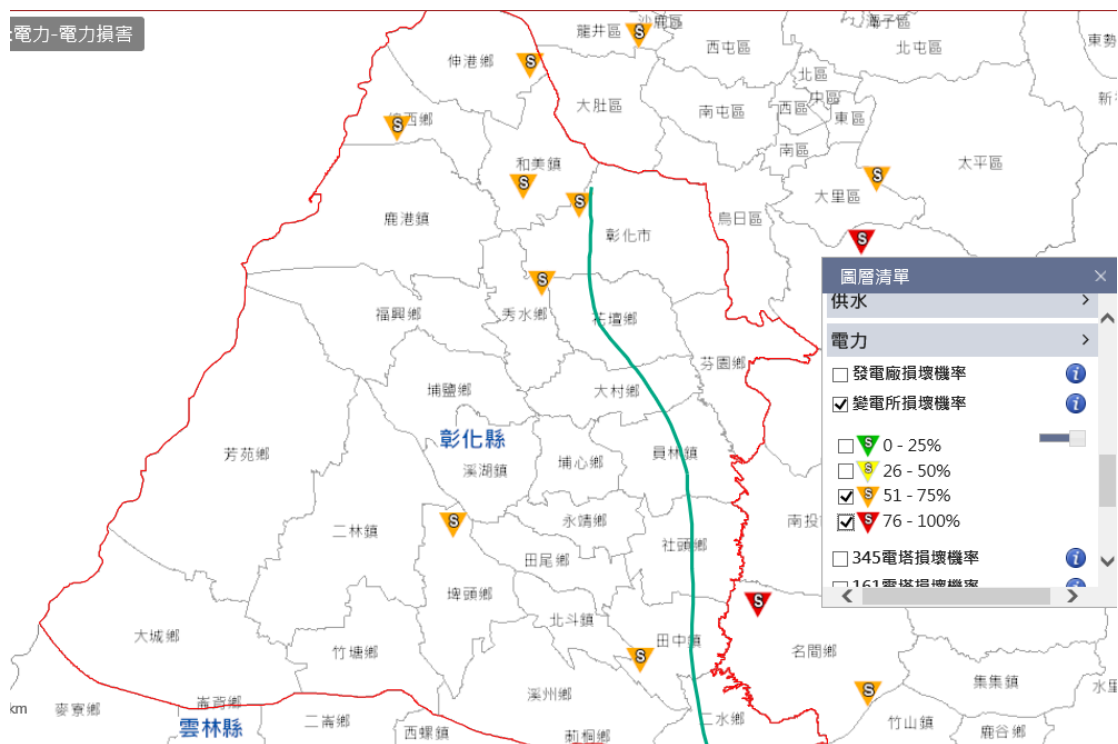 電力-電力損害
沙鹿區
潭子區
龍井區
西屯區
北屯區
東勢
伸港鄉
北區
大肚區
中區
新
西區
南屯區
東區
西鄉
南區
和美鎮
太平區
大里區
鹿港鎮
烏日區
彰化市
福興鄉
秀水鄉
花壇鄉
芬園鄉
埔鹽鄉
大村鄉
彰化縣
芳苑鄉
員林鎮
溪湖鎮
埔心鄉
南投
二林鎮
永靖鄉
社頭鄉
田尾鄉
埤頭鄉
北斗鎮
大城鄉
田中鎮
竹塘鄉
名間鄉
溪州鄉
集集鎮
水里
km
麥寮鄉
崙背鄉
二水鄉
竹山鎮
雲林縣
二崙鄉
西螺鎮
莿桐鄉
鹿谷鄉
圖層清單
供水
電力
發電廠損壞機率
變電所損壞機率
0 - 25%
26 - 50%
51 - 75%
76 - 100%
345電塔損壞機率
161電塔損壞機率